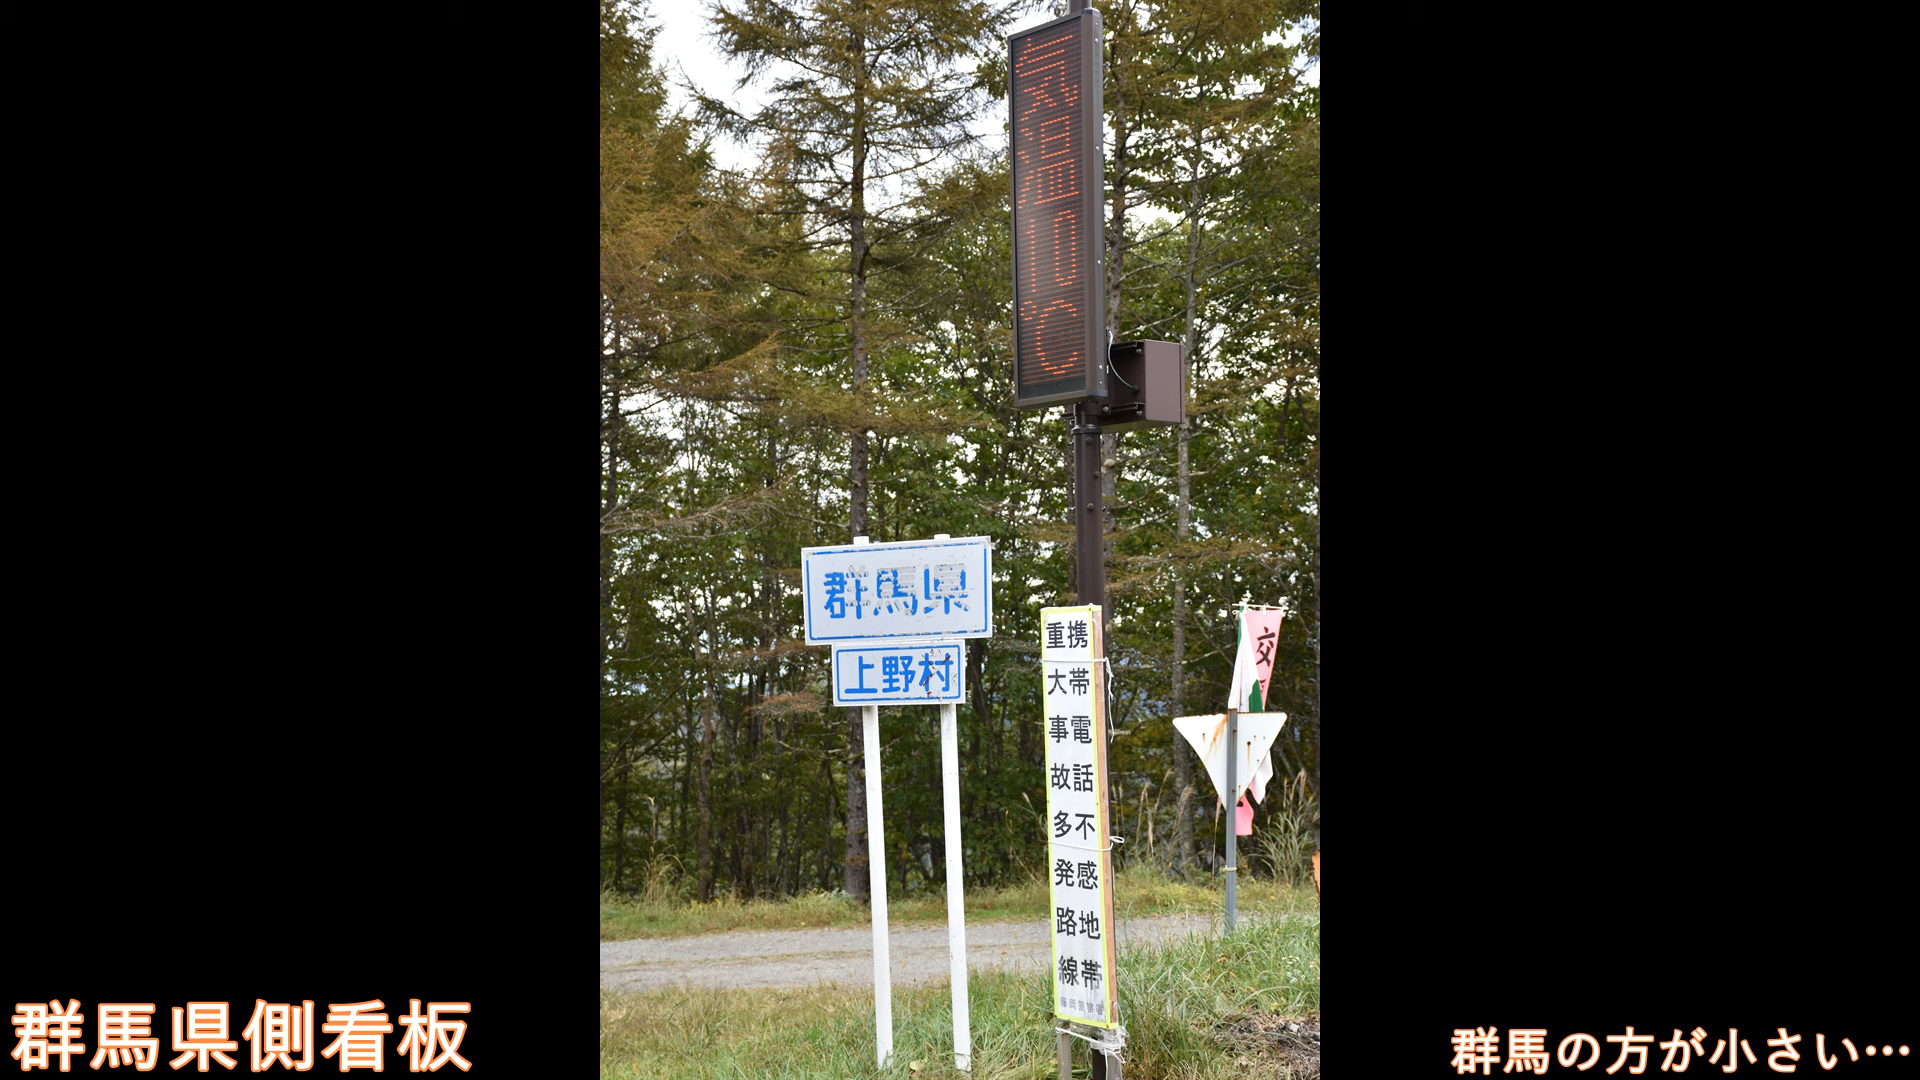 気温10℃
群馬県
上野村
携帯電話不感地帯
重大事故多発路線
交
群馬県側看板
群馬の方が小さい…